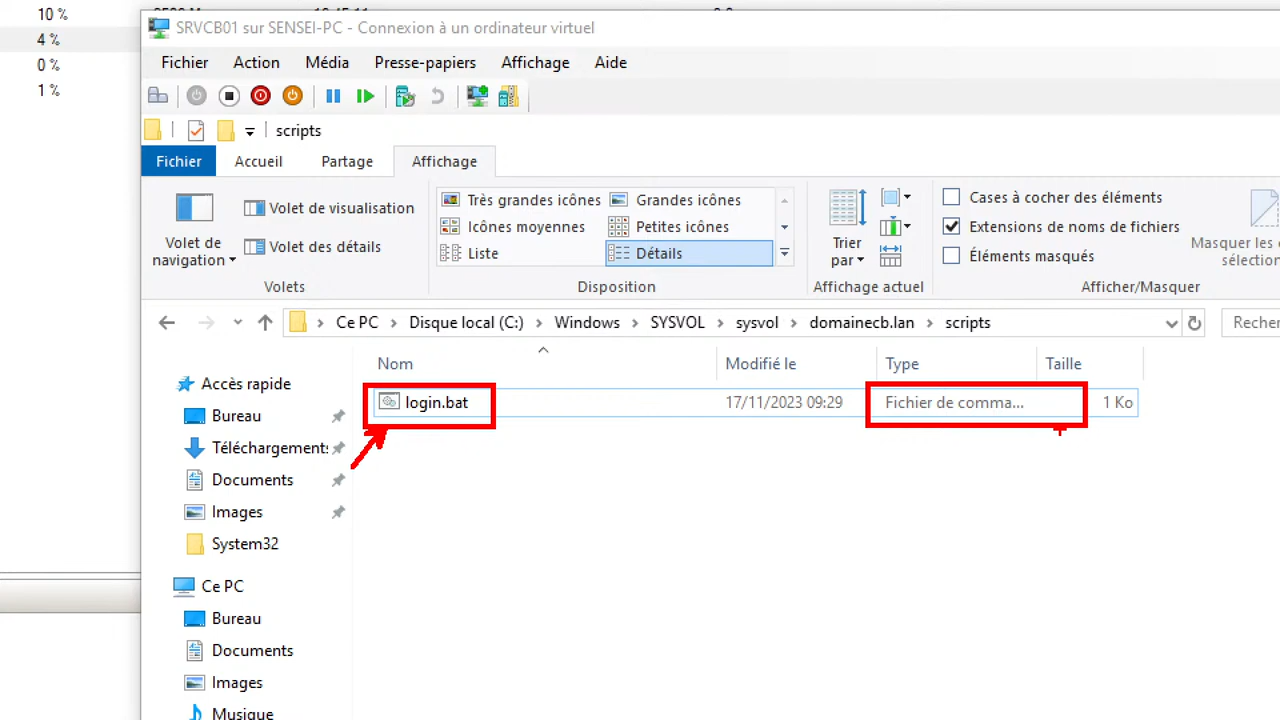 10 %
4 %
0 %
1 %
SRVCB01 sur SENSEI-PC - Connexion à un ordinateur virtuel
Fichier Action Média Presse-papiers Affichage Aide
scripts
Fichier Accueil Partage Affichage
Volet de navigation
Volet de visualisation
Volet des détails
Volets
Très grandes icônes Grandes icônes
Icônes moyennes Petites icônes
Liste Détails
Disposition
Trier par
Affichage actuel
Cases à cocher des éléments
Extensions de noms de fichiers
Éléments masqués
Masquer les
sélection
Afficher/Masquer
Ce PC Disque local (C:) Windows SYSVOL sysvol domainecb.lan scripts
Recher
Nom Modifié le Type Taille
login.bat 17/11/2023 09:29 Fichier de comma... 1 Ko
Accès rapide
Bureau
Téléchargements
Documents
Images
System32
Ce PC
Bureau
Documents
Images
Musique